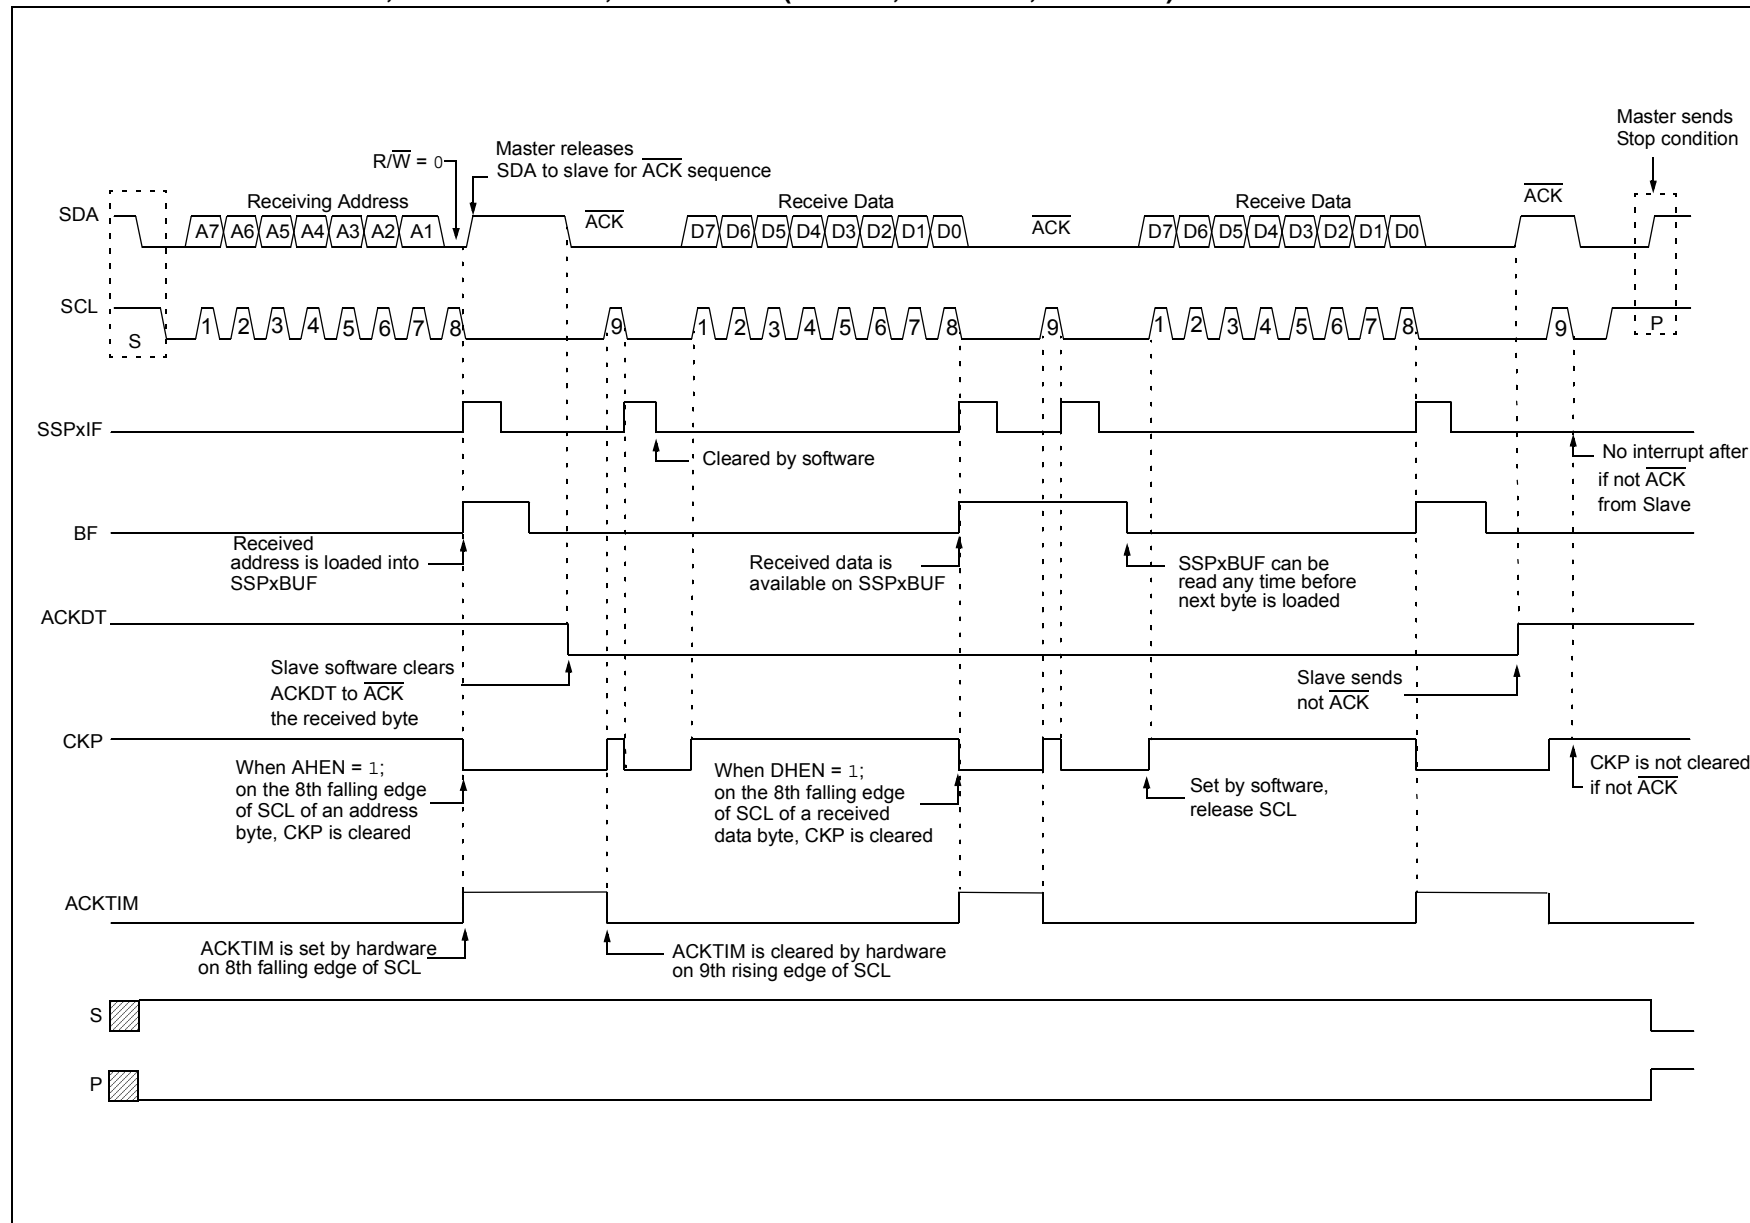 Master sends
Stop condition
R/W = 0
Master releases
SDA to slave for ACK sequence
SDA
Receiving Address
A7 A6 A5 A4 A3 A2 A1
ACK
Receive Data
D7 D6 D5 D4 D3 D2 D1 D0
ACK
Receive Data
D7 D6 D5 D4 D3 D2 D1 D0
ACK
SCL
S
1 2 3 4 5 6 7 8 9 1 2 3 4 5 6 7 8 9 1 2 3 4 5 6 7 8 9
P
SSPxIF
Cleared by software
No interrupt after
if not ACK
from Slave
BF
Received
address is loaded into
SSPxBUF
Received data is
available on SSPxBUF
SSPxBUF can be
read any time before
next byte is loaded
ACKDT
Slave software clears
ACKDT to ACK
the received byte
Slave sends
not ACK
CKP
When AHEN = 1;
on the 8th falling edge
of SCL of an address
byte, CKP is cleared
When DHEN = 1;
on the 8th falling edge
of SCL of a received
data byte, CKP is cleared
Set by software,
release SCL
CKP is not cleared
if not ACK
ACKTIM
ACKTIM is set by hardware
on 8th falling edge of SCL
ACKTIM is cleared by hardware
on 9th rising edge of SCL
S
P